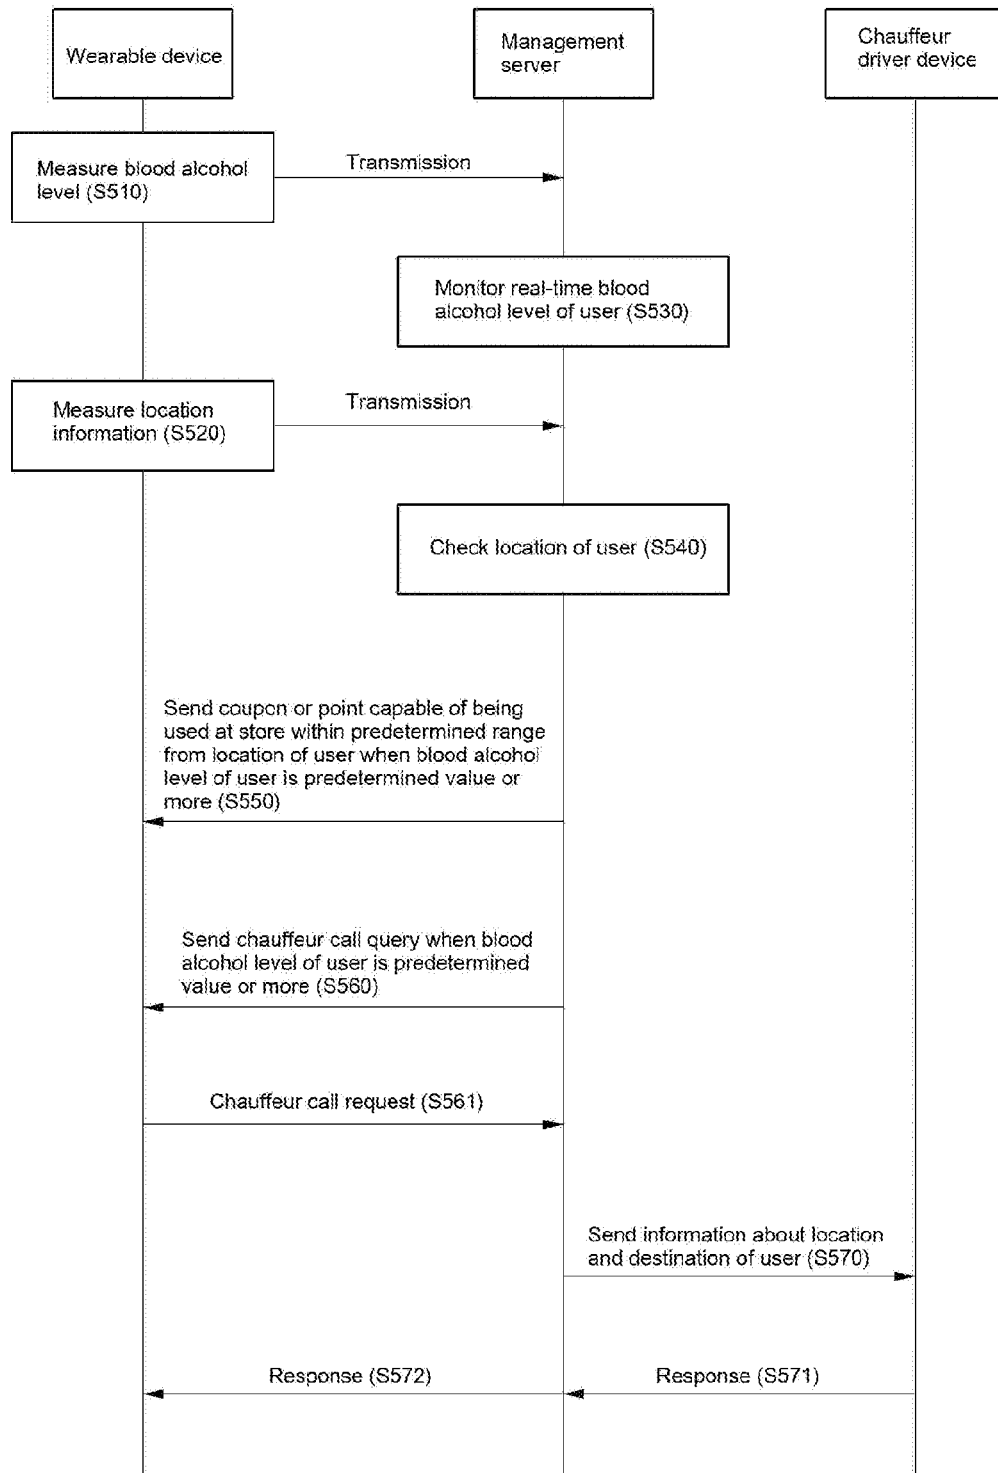 Wearable device
Management
server
Chauffeur
driver device
Measure blood alcohol
level (S510)
Transmission
Monitor real-time blood
alcohol level of user (S530)
Measure location
information (S520)
Transmission
Check location of user (S540)
Send coupon or point capable of being
used at store within predetermined range
from location of user when blood alcohol
level of user is predetermined value or
more (S550)
Send chauffeur call query when blood
alcohol level of user is predetermined
value or more (S560)
Chauffeur call request (S561)
Send information about location
and destination of user (S570)
Response (S572)
Response (S571)